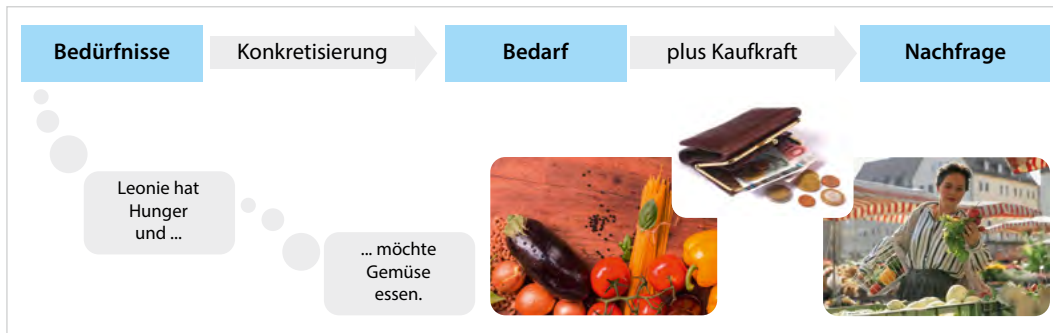 Bedürfnisse
Konkretisierung
Bedarf
plus Kaufkraft
Nachfrage
Leonie hat
Hunger
und ...
... möchte
Gemüse
essen.